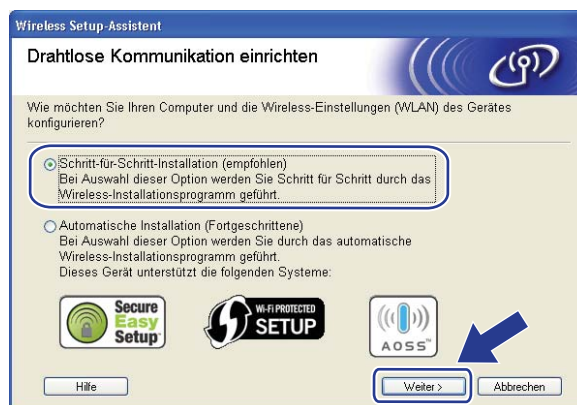 Wireless Setup-Assistent
Drahtlose Kommunikation einrichten
Wie möchten Sie Ihren Computer und die Wireless-Einstellungen (WLAN) des Gerätes
konfigurieren?
Schritt-für-Schritt-Installation (empfohlen)
Bei Auswahl dieser Option werden Sie Schritt für Schritt durch das
Wireless-Installationsprogramm geführt.
Automatische Installation (Fortgeschrittene)
Bei Auswahl dieser Option werden Sie durch das automatische
Wireless-Installationsprogramm geführt.
Dieses Gerät unterstützt die folgenden Systeme:
Secure
Easy
Setup
WI-FI PROTECTED
SETUP
AOSS™
Hilfe
Weiter >
Abbrechen